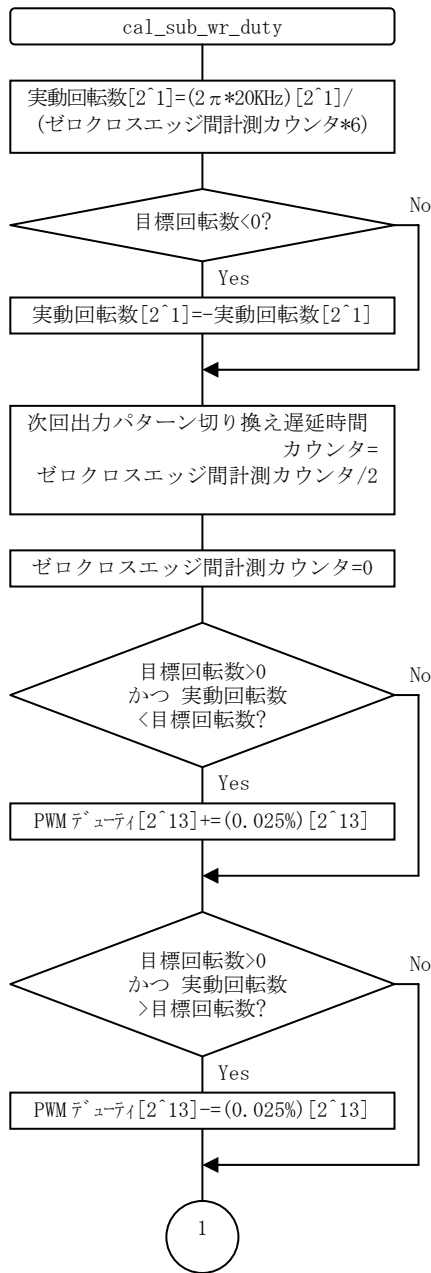 cal_sub_wr_duty
実動回転数[2^1]=(2π*20KHz)[2^1]/
(ゼロクロスエッジ間計測カウンタ*6)
目標回転数<0?
No
Yes
実動回転数[2^1]=-実動回転数[2^1]
次回出力パターン切り換え遅延時間
カウンタ=
ゼロクロスエッジ間計測カウンタ/2
ゼロクロスエッジ間計測カウンタ=0
目標回転数>0
かつ 実動回転数
<目標回転数?
No
Yes
PWMデューティ[2^13]+=(0.025%)[2^13]
目標回転数>0
かつ 実動回転数
>目標回転数?
No
Yes
PWMデューティ[2^13]-=(0.025%)[2^13]
1